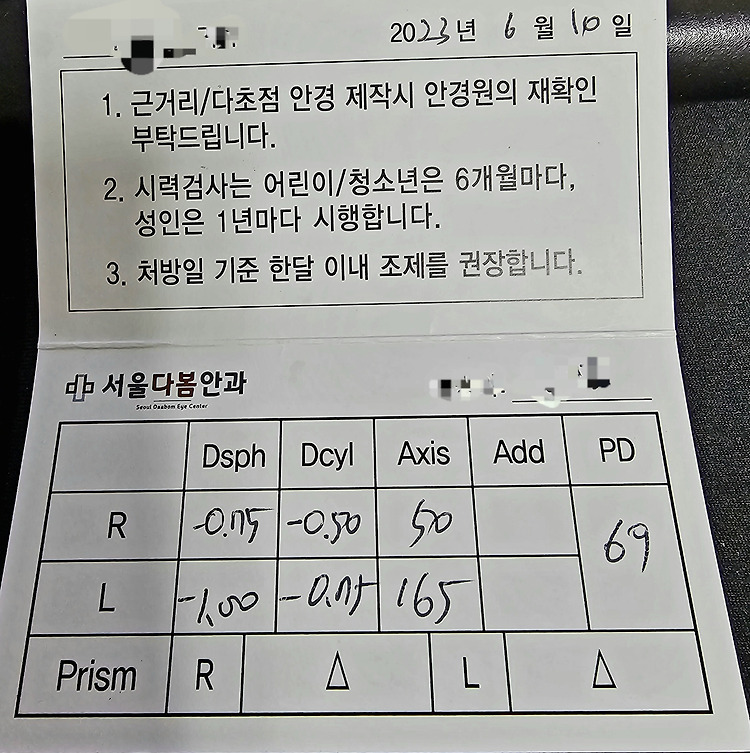 2023년 6월 10일
1. 근거리/다초점 안경 제작시 안경원의 재확인
부탁드립니다.
2. 시력검사는 어린이/청소년은 6개월마다,
성인은 1년마다 시행합니다.
3. 처방일 기준 한달 이내 조제를 권장합니다.
서울다봄안과
Seoul Dabom Eye Center
Dsph Dcyl Axis Add PD
R -0.75 -0.50 50 69
L -1.00 -0.75 165
Prism R Δ L Δ